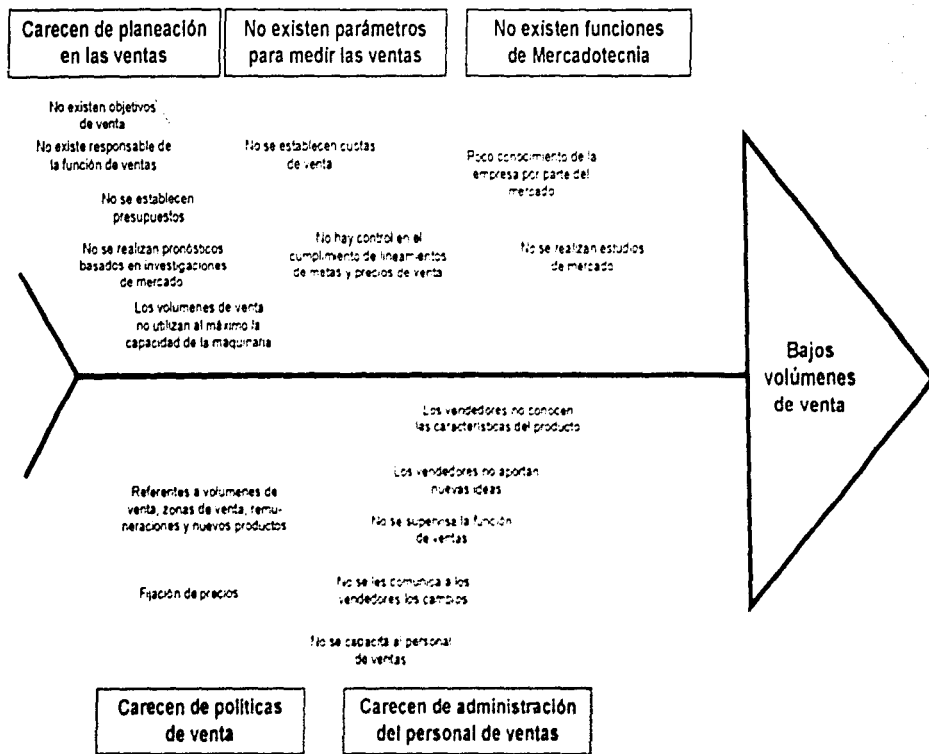 Carecen de planeación
en las ventas
No existen parámetros
para medir las ventas
No existen funciones
de Mercadotecnia
No existen objetivos
de venta
No existe responsable de
la función de ventas
No se establecen
presupuestos
No se realizan pronósticos
basados en investigaciones
de mercado
Los volumenes de venta
no utilizan al máximo la
capacidad de la maquinaria
No se establecen cuotas
de venta
No hay control en el
cumplimiento de lineamientos
de metas y precios de venta
Poco conocimiento de la
empresa por parte del
mercado
No se realizan estudios
de mercado
Bajos
volúmenes
de venta
Referentes a volumenes de
venta, zonas de venta, remu-
neraciones y nuevos productos
Fijación de precios
Los vendedores no conocen
las características del producto
Los vendedores no aportan
nuevas ideas
No se supervisa la función
de ventas
No se les comunica a los
vendedores los cambios
No se capacita al personal
de ventas
Carecen de políticas
de venta
Carecen de administración
del personal de ventas